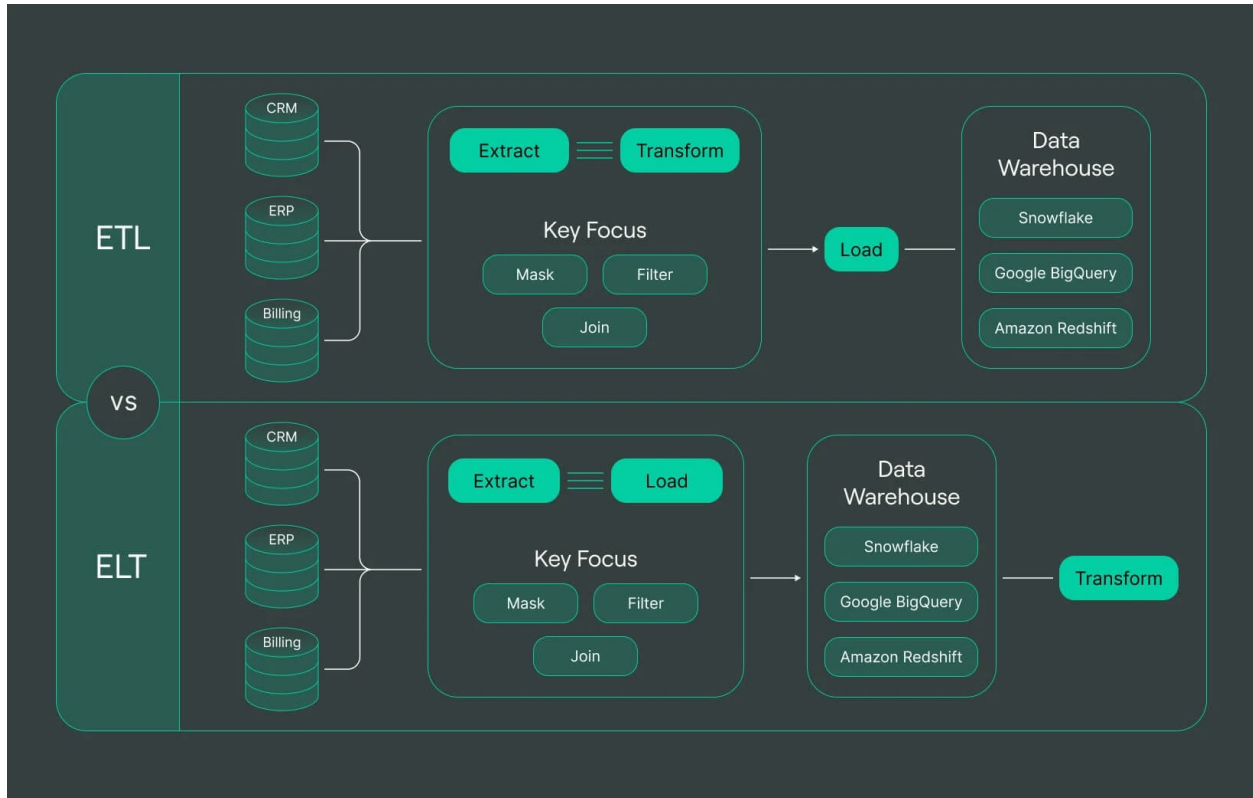 ETL
CRM
ERP
Billing
Extract
Transform
Key Focus
Mask
Filter
Join
Load
Data
Warehouse
Snowflake
Google BigQuery
Amazon Redshift
VS
ELT
CRM
ERP
Billing
Extract
Load
Key Focus
Mask
Filter
Join
Data
Warehouse
Snowflake
Google BigQuery
Amazon Redshift
Transform